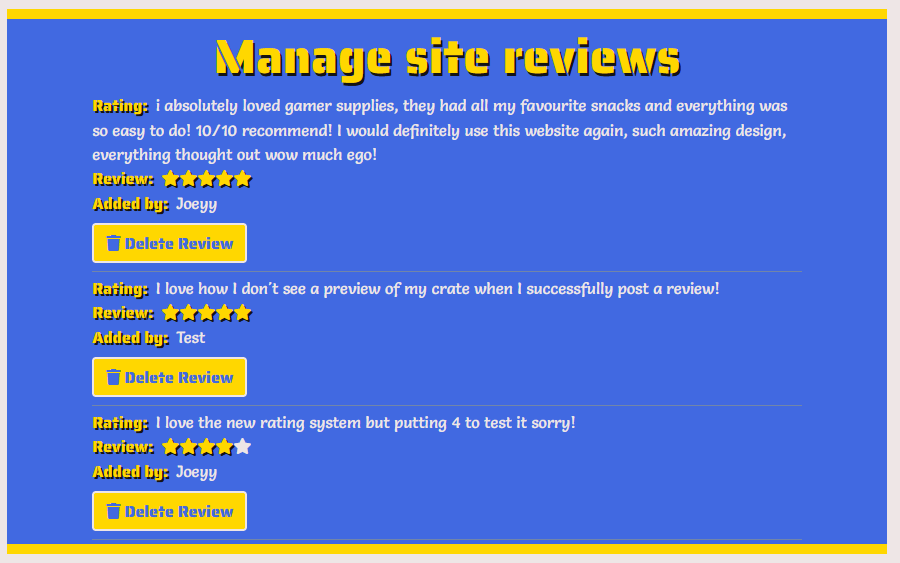 Manage site reviews
Rating: i absolutely loved gamer supplies, they had all my favourite snacks and everything was
so easy to do! 10/10 recommend! I would definitely use this website again, such amazing design,
everything thought out wow much ego!
Review:
Added by: Joeyy
Delete Review
Rating: I love how I don't see a preview of my crate when I successfully post a review!
Review:
Added by: Test
Delete Review
Rating: I love the new rating system but putting 4 to test it sorry!
Review:
Added by: Joeyy
Delete Review